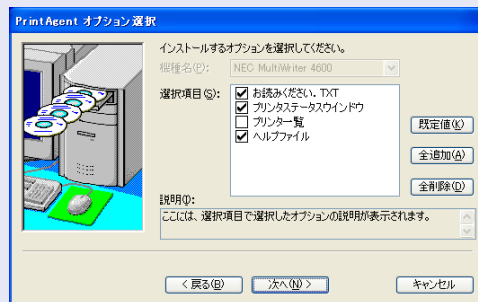 PrintAgent オプション選択
インストールするオプションを選択してください。
機種名(P): NEC MultiWriter 4600
選択項目(S):
お読みください.TXT
プリンタステータスウインドウ
プリンター覧
ヘルプファイル
既定値(K)
全追加(A)
全削除(D)
説明(I):
ここには、選択項目で選択したオプションの説明が表示されます。
< 戻る(B)
次へ(N) >
キャンセル